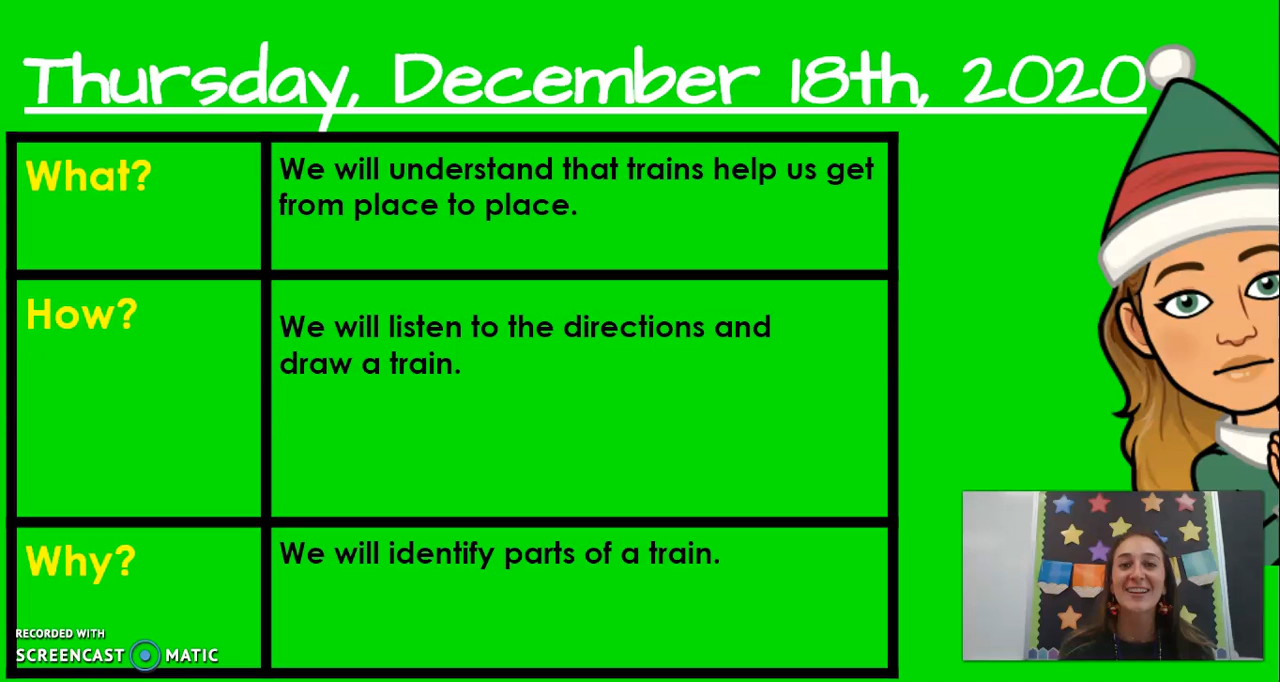 Thursday, December 18th, 2020
What?
We will understand that trains help us get
from place to place.
How?
We will listen to the directions and
draw a train.
Why?
We will identify parts of a train.
RECORDED WITH
SCREENCAST MATIC